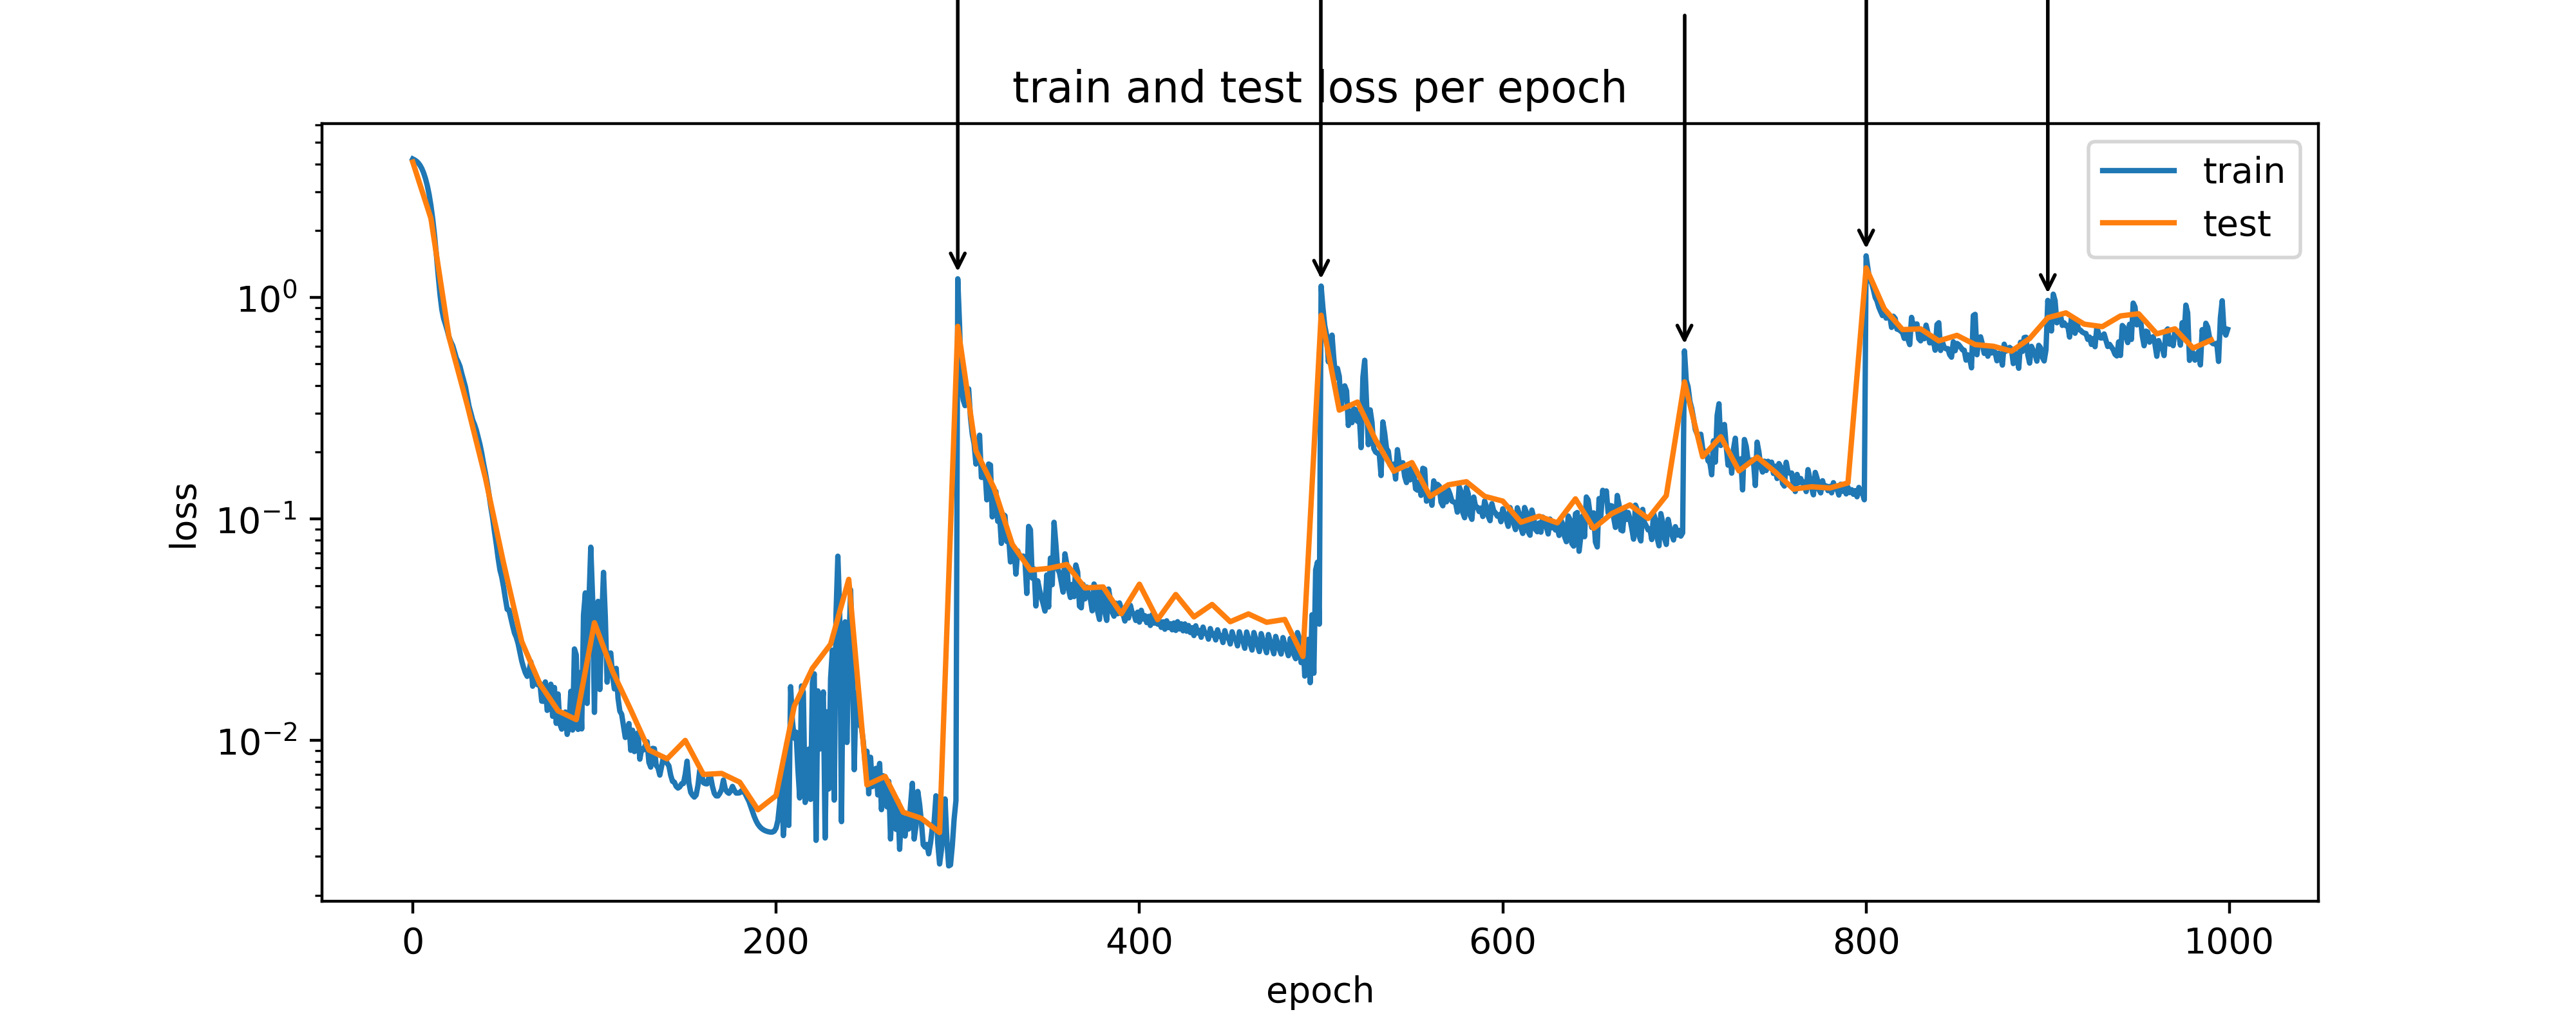 train and test loss per epoch
train
test
10⁰
10⁻¹
10⁻²
loss
0 200 400 600 800 1000
epoch